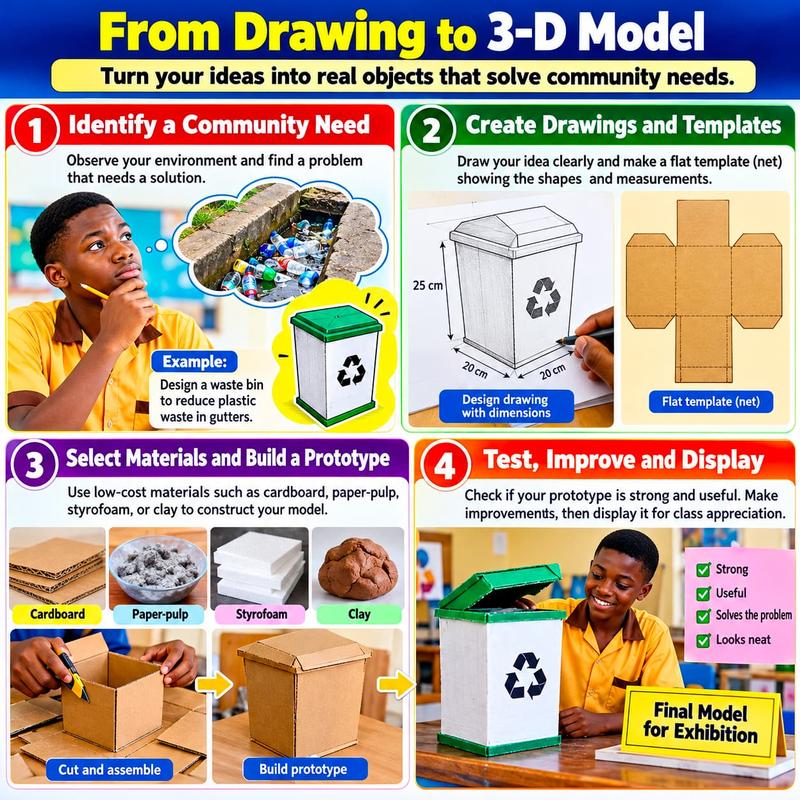 From Drawing to 3-D Model
Turn your ideas into real objects that solve community needs.
1 Identify a Community Need
Observe your environment and find a problem
that needs a solution.
Example:
Design a waste bin
to reduce plastic
waste in gutters.
2 Create Drawings and Templates
Draw your idea clearly and make a flat template (net)
showing the shapes and measurements.
25 cm
20 cm
20 cm
Design drawing
with dimensions
Flat template (net)
3 Select Materials and Build a Prototype
Use low-cost materials such as cardboard, paper-pulp,
styrofoam, or clay to construct your model.
Cardboard
Paper-pulp
Styrofoam
Clay
Cut and assemble
Build prototype
4 Test, Improve and Display
Check if your prototype is strong and useful. Make
improvements, then display it for class appreciation.
Strong
Useful
Solves the problem
Looks neat
Final Model
for Exhibition